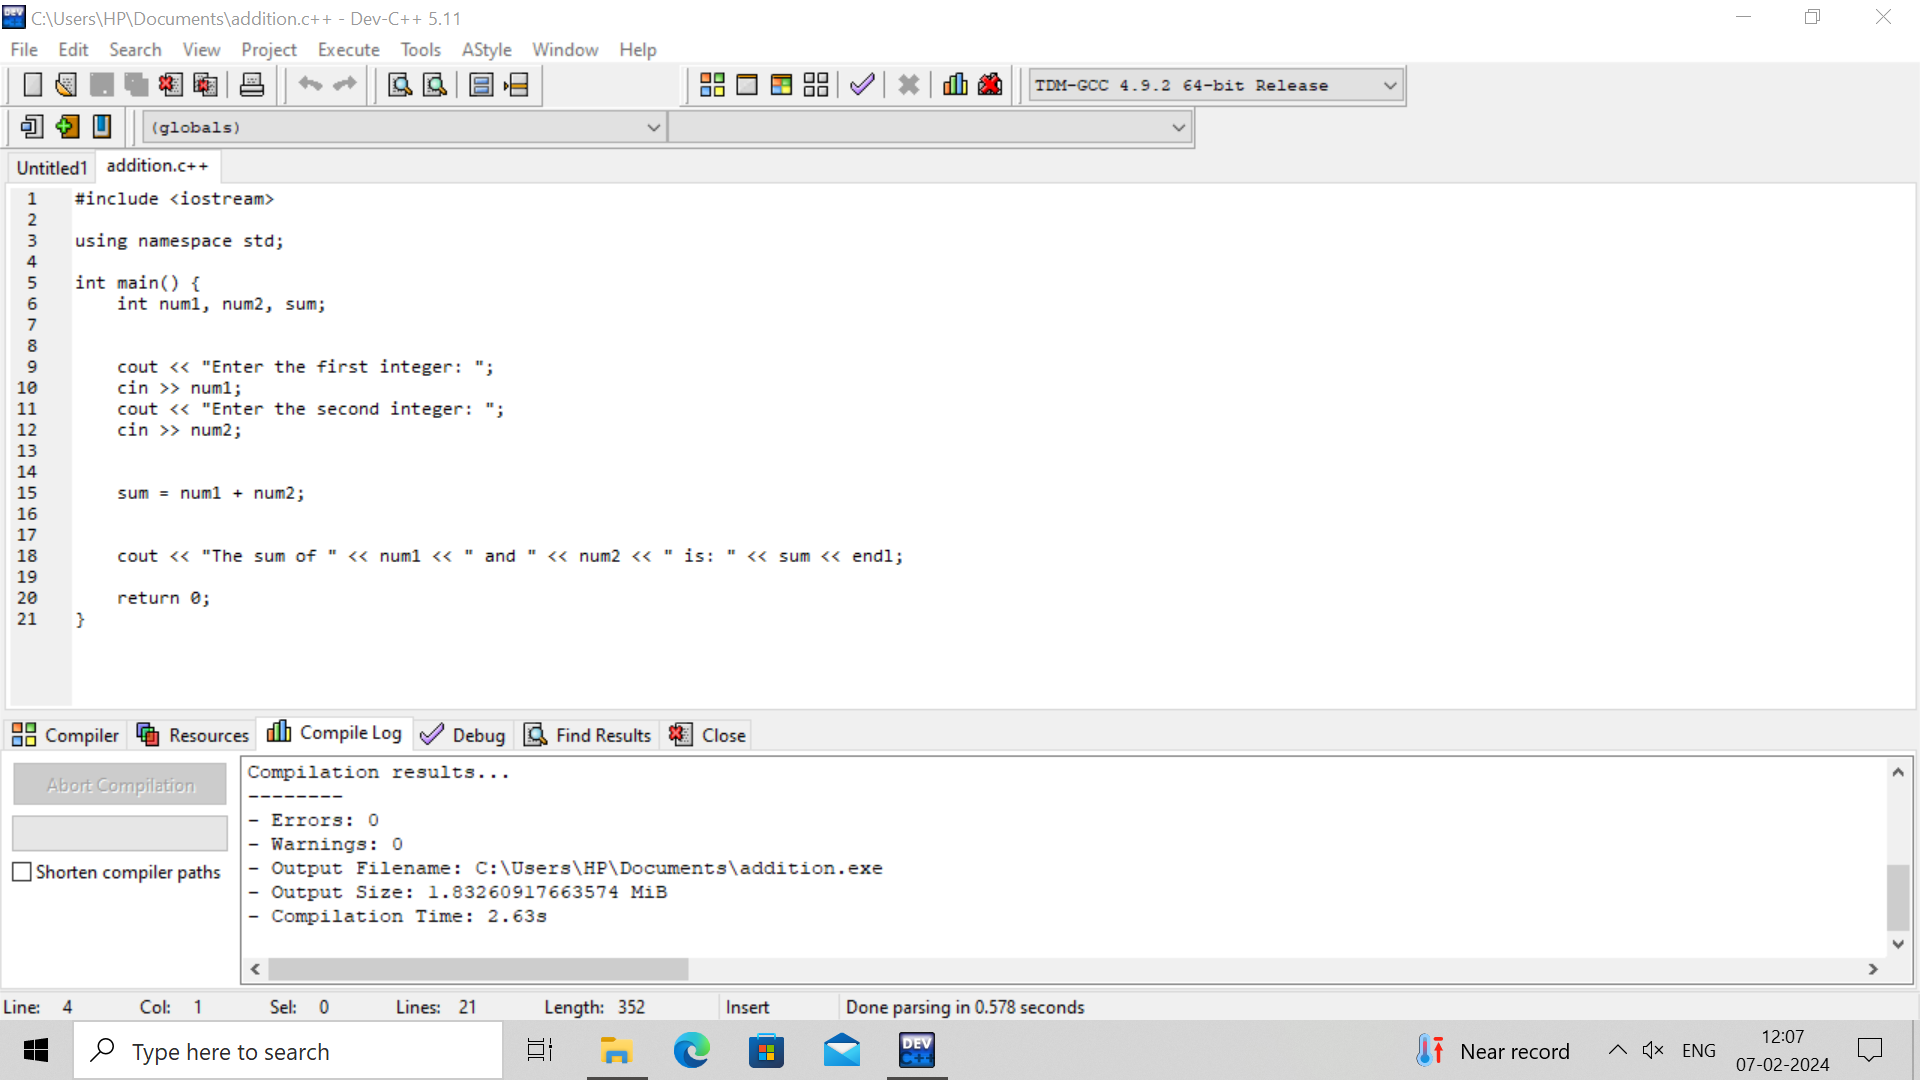 C:\Users\HP\Documents\addition.c++ - Dev-C++ 5.11
File Edit Search View Project Execute Tools AStyle Window Help
TDM-GCC 4.9.2 64-bit Release
(globals)
Untitled1 addition.c++
1 #include <iostream>
2
3 using namespace std;
4
5 int main() {
6     int num1, num2, sum;
7
8
9     cout << "Enter the first integer: ";
10     cin >> num1;
11     cout << "Enter the second integer: ";
12     cin >> num2;
13
14
15     sum = num1 + num2;
16
17
18     cout << "The sum of " << num1 << " and " << num2 << " is: " << sum << endl;
19
20     return 0;
21 }
Compiler Resources Compile Log Debug Find Results Close
Abort Compilation
Shorten compiler paths
Compilation results...
--------
- Errors: 0
- Warnings: 0
- Output Filename: C:\Users\HP\Documents\addition.exe
- Output Size: 1.83260917663574 MiB
- Compilation Time: 2.63s
Line: 4 Col: 1 Sel: 0 Lines: 21 Length: 352 Insert Done parsing in 0.578 seconds
Type here to search
DEV C++
Near record
ENG
12:07
07-02-2024